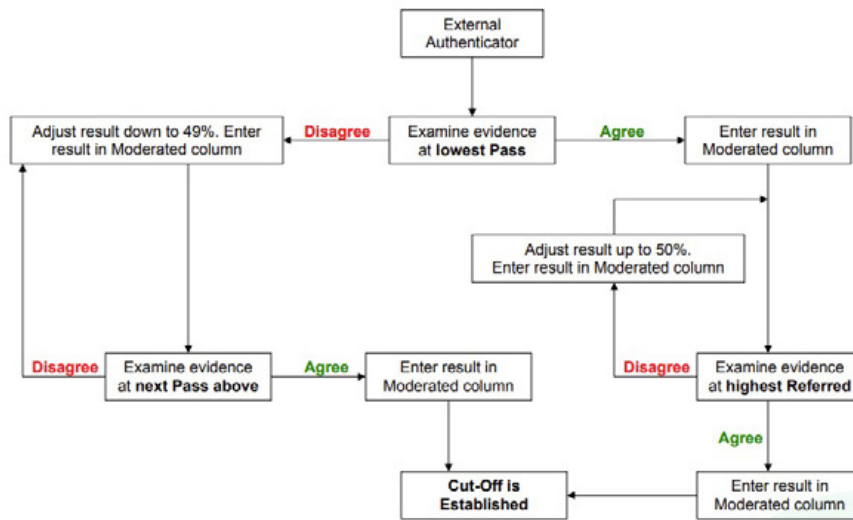 External
Authenticator
Adjust result down to 49%. Enter
result in Moderated column
Disagree
Examine evidence
at lowest Pass
Agree
Enter result in
Moderated column
Adjust result up to 50%.
Enter result in Moderated column
Disagree
Examine evidence
at next Pass above
Agree
Enter result in
Moderated column
Disagree
Examine evidence
at highest Referred
Agree
Cut-Off is
Established
Enter result in
Moderated column